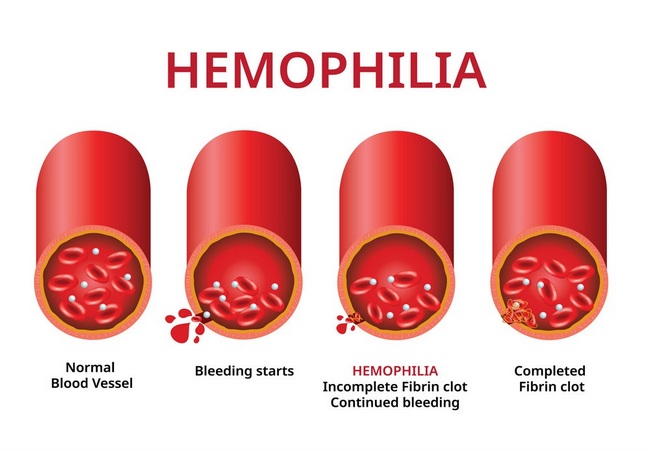 HEMOPHILIA
Normal
Blood Vessel
Bleeding starts
HEMOPHILIA
Incomplete Fibrin clot
Continued bleeding
Completed
Fibrin clot